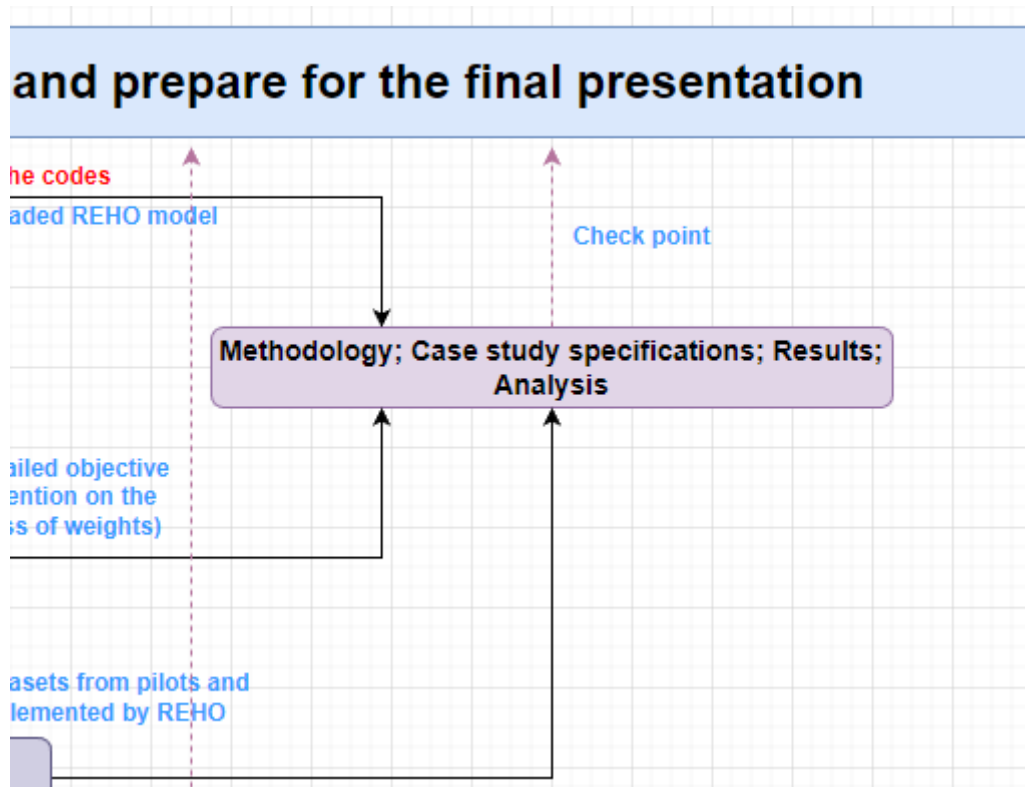 and prepare for the final presentation
he codes
aded REHO model
Check point
Methodology; Case study specifications; Results;
Analysis
ailed objective
ention on the
ss of weights)
asets from pilots and
lemented by REHO